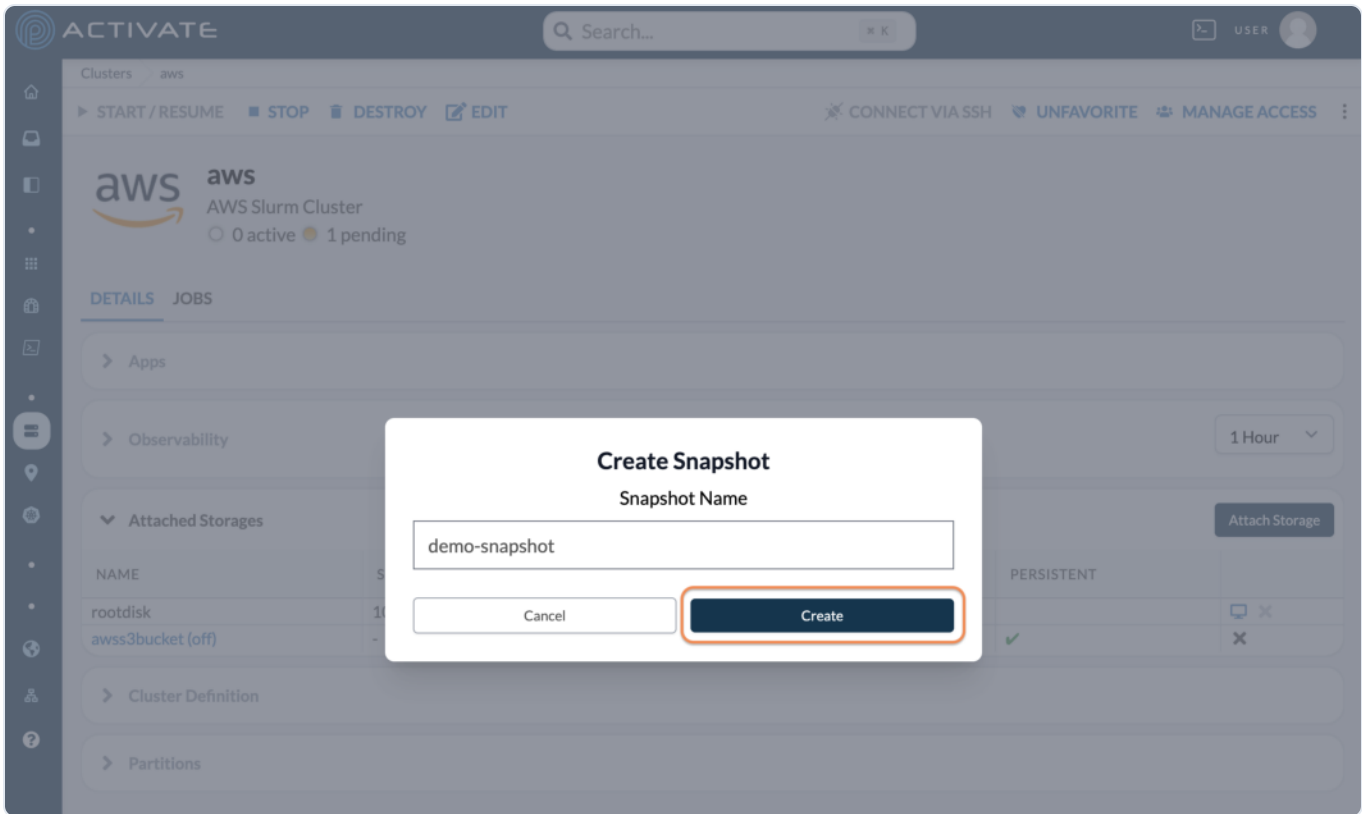 ACTIVATE
Search...
⌘ K
USER
Clusters aws
START / RESUME STOP DESTROY EDIT CONNECT VIA SSH UNFAVORITE MANAGE ACCESS
aws
aws
AWS Slurm Cluster
0 active 1 pending
DETAILS JOBS
Apps
Observability
1 Hour
Create Snapshot
Snapshot Name
demo-snapshot
Cancel Create
Attached Storages
Attach Storage
NAME PERSISTENT
rootdisk
awss3bucket (off) -
Cluster Definition
Partitions